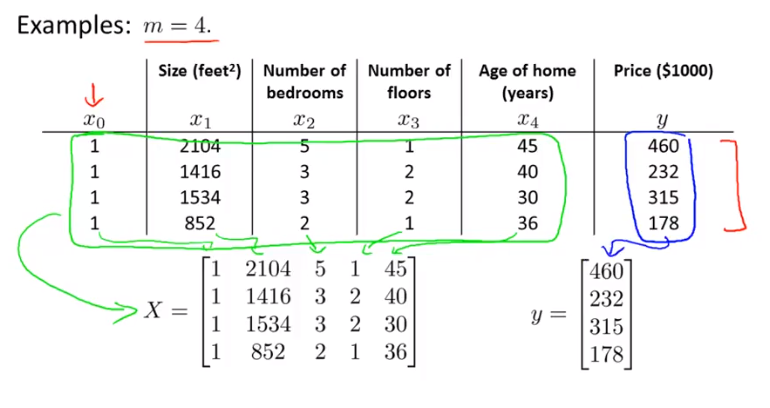 Examples: m = 4.
Size (feet²) Number of bedrooms Number of floors Age of home (years) Price ($1000)
x₀ x₁ x₂ x₃ x₄ y
1 2104 5 1 45 460
1 1416 3 2 40 232
1 1534 3 2 30 315
1 852 2 1 36 178
X = [1 2104 5 1 45] y = [460]
[1 1416 3 2 40] [232]
[1 1534 3 2 30] [315]
[1 852 2 1 36] [178]